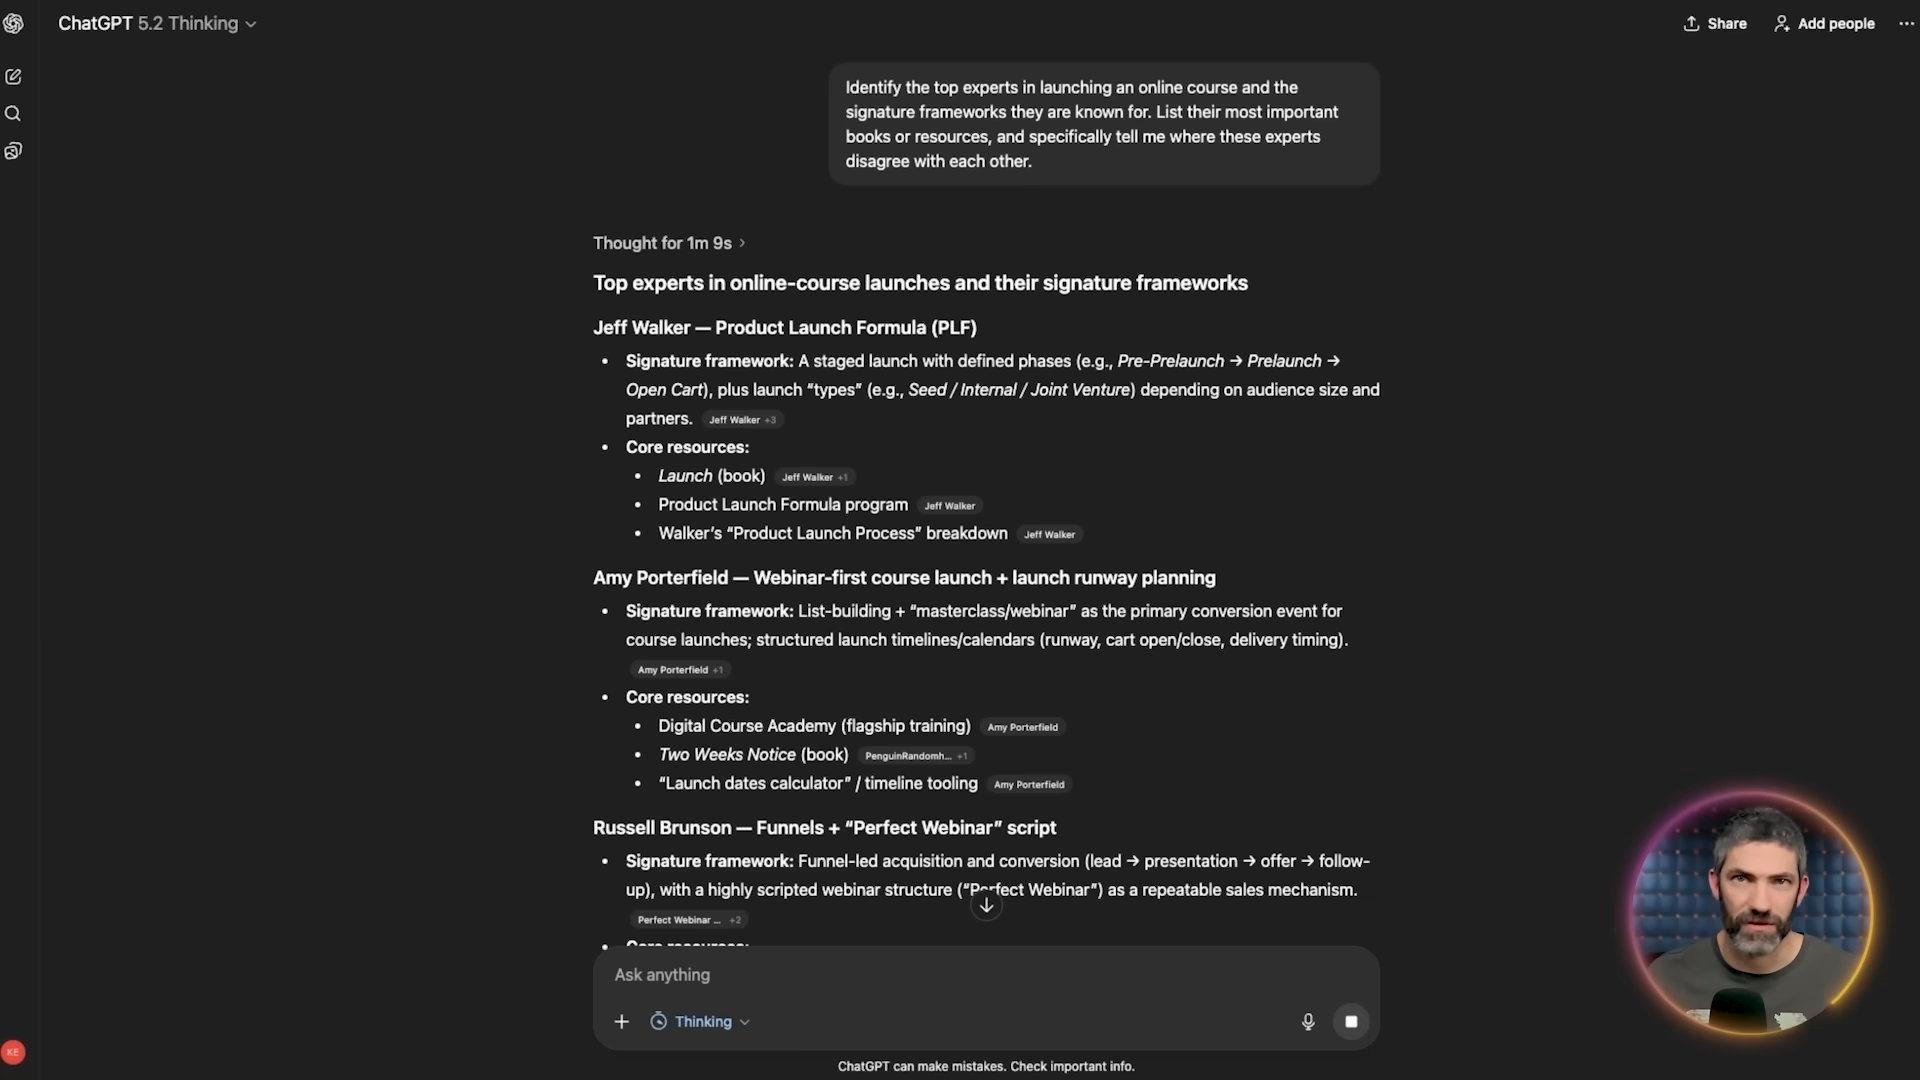 ChatGPT 5.2 Thinking
Share
Add people
Identify the top experts in launching an online course and the
signature frameworks they are known for. List their most important
books or resources, and specifically tell me where these experts
disagree with each other.
Thought for 1m 9s
Top experts in online-course launches and their signature frameworks
Jeff Walker — Product Launch Formula (PLF)
• Signature framework: A staged launch with defined phases (e.g., Pre-Prelaunch → Prelaunch →
Open Cart), plus launch “types” (e.g., Seed / Internal / Joint Venture) depending on audience size and
partners. Jeff Walker +3
• Core resources:
• Launch (book) Jeff Walker +1
• Product Launch Formula program Jeff Walker
• Walker’s “Product Launch Process” breakdown Jeff Walker
Amy Porterfield — Webinar-first course launch + launch runway planning
• Signature framework: List-building + “masterclass/webinar” as the primary conversion event for
course launches; structured launch timelines/calendars (runway, cart open/close, delivery timing).
Amy Porterfield +1
• Core resources:
• Digital Course Academy (flagship training) Amy Porterfield
• Two Weeks Notice (book) PenguinRandomh... +1
• “Launch dates calculator” / timeline tooling Amy Porterfield
Russell Brunson — Funnels + “Perfect Webinar” script
• Signature framework: Funnel-led acquisition and conversion (lead → presentation → offer → follow-
up), with a highly scripted webinar structure (“Perfect Webinar”) as a repeatable sales mechanism.
Perfect Webinar ... +2
• Core resources:
Ask anything
Thinking
KE
ChatGPT can make mistakes. Check important info.